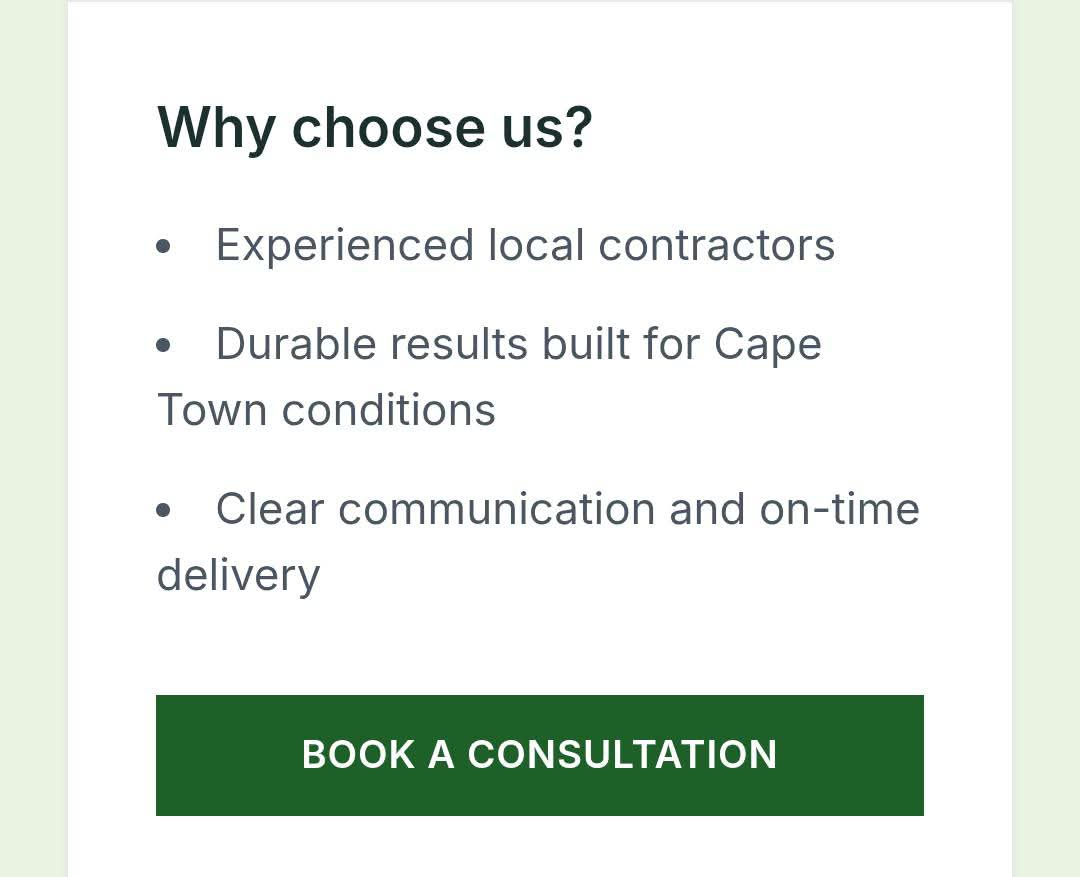 Why choose us?
• Experienced local contractors
• Durable results built for Cape
Town conditions
• Clear communication and on-time
delivery
BOOK A CONSULTATION